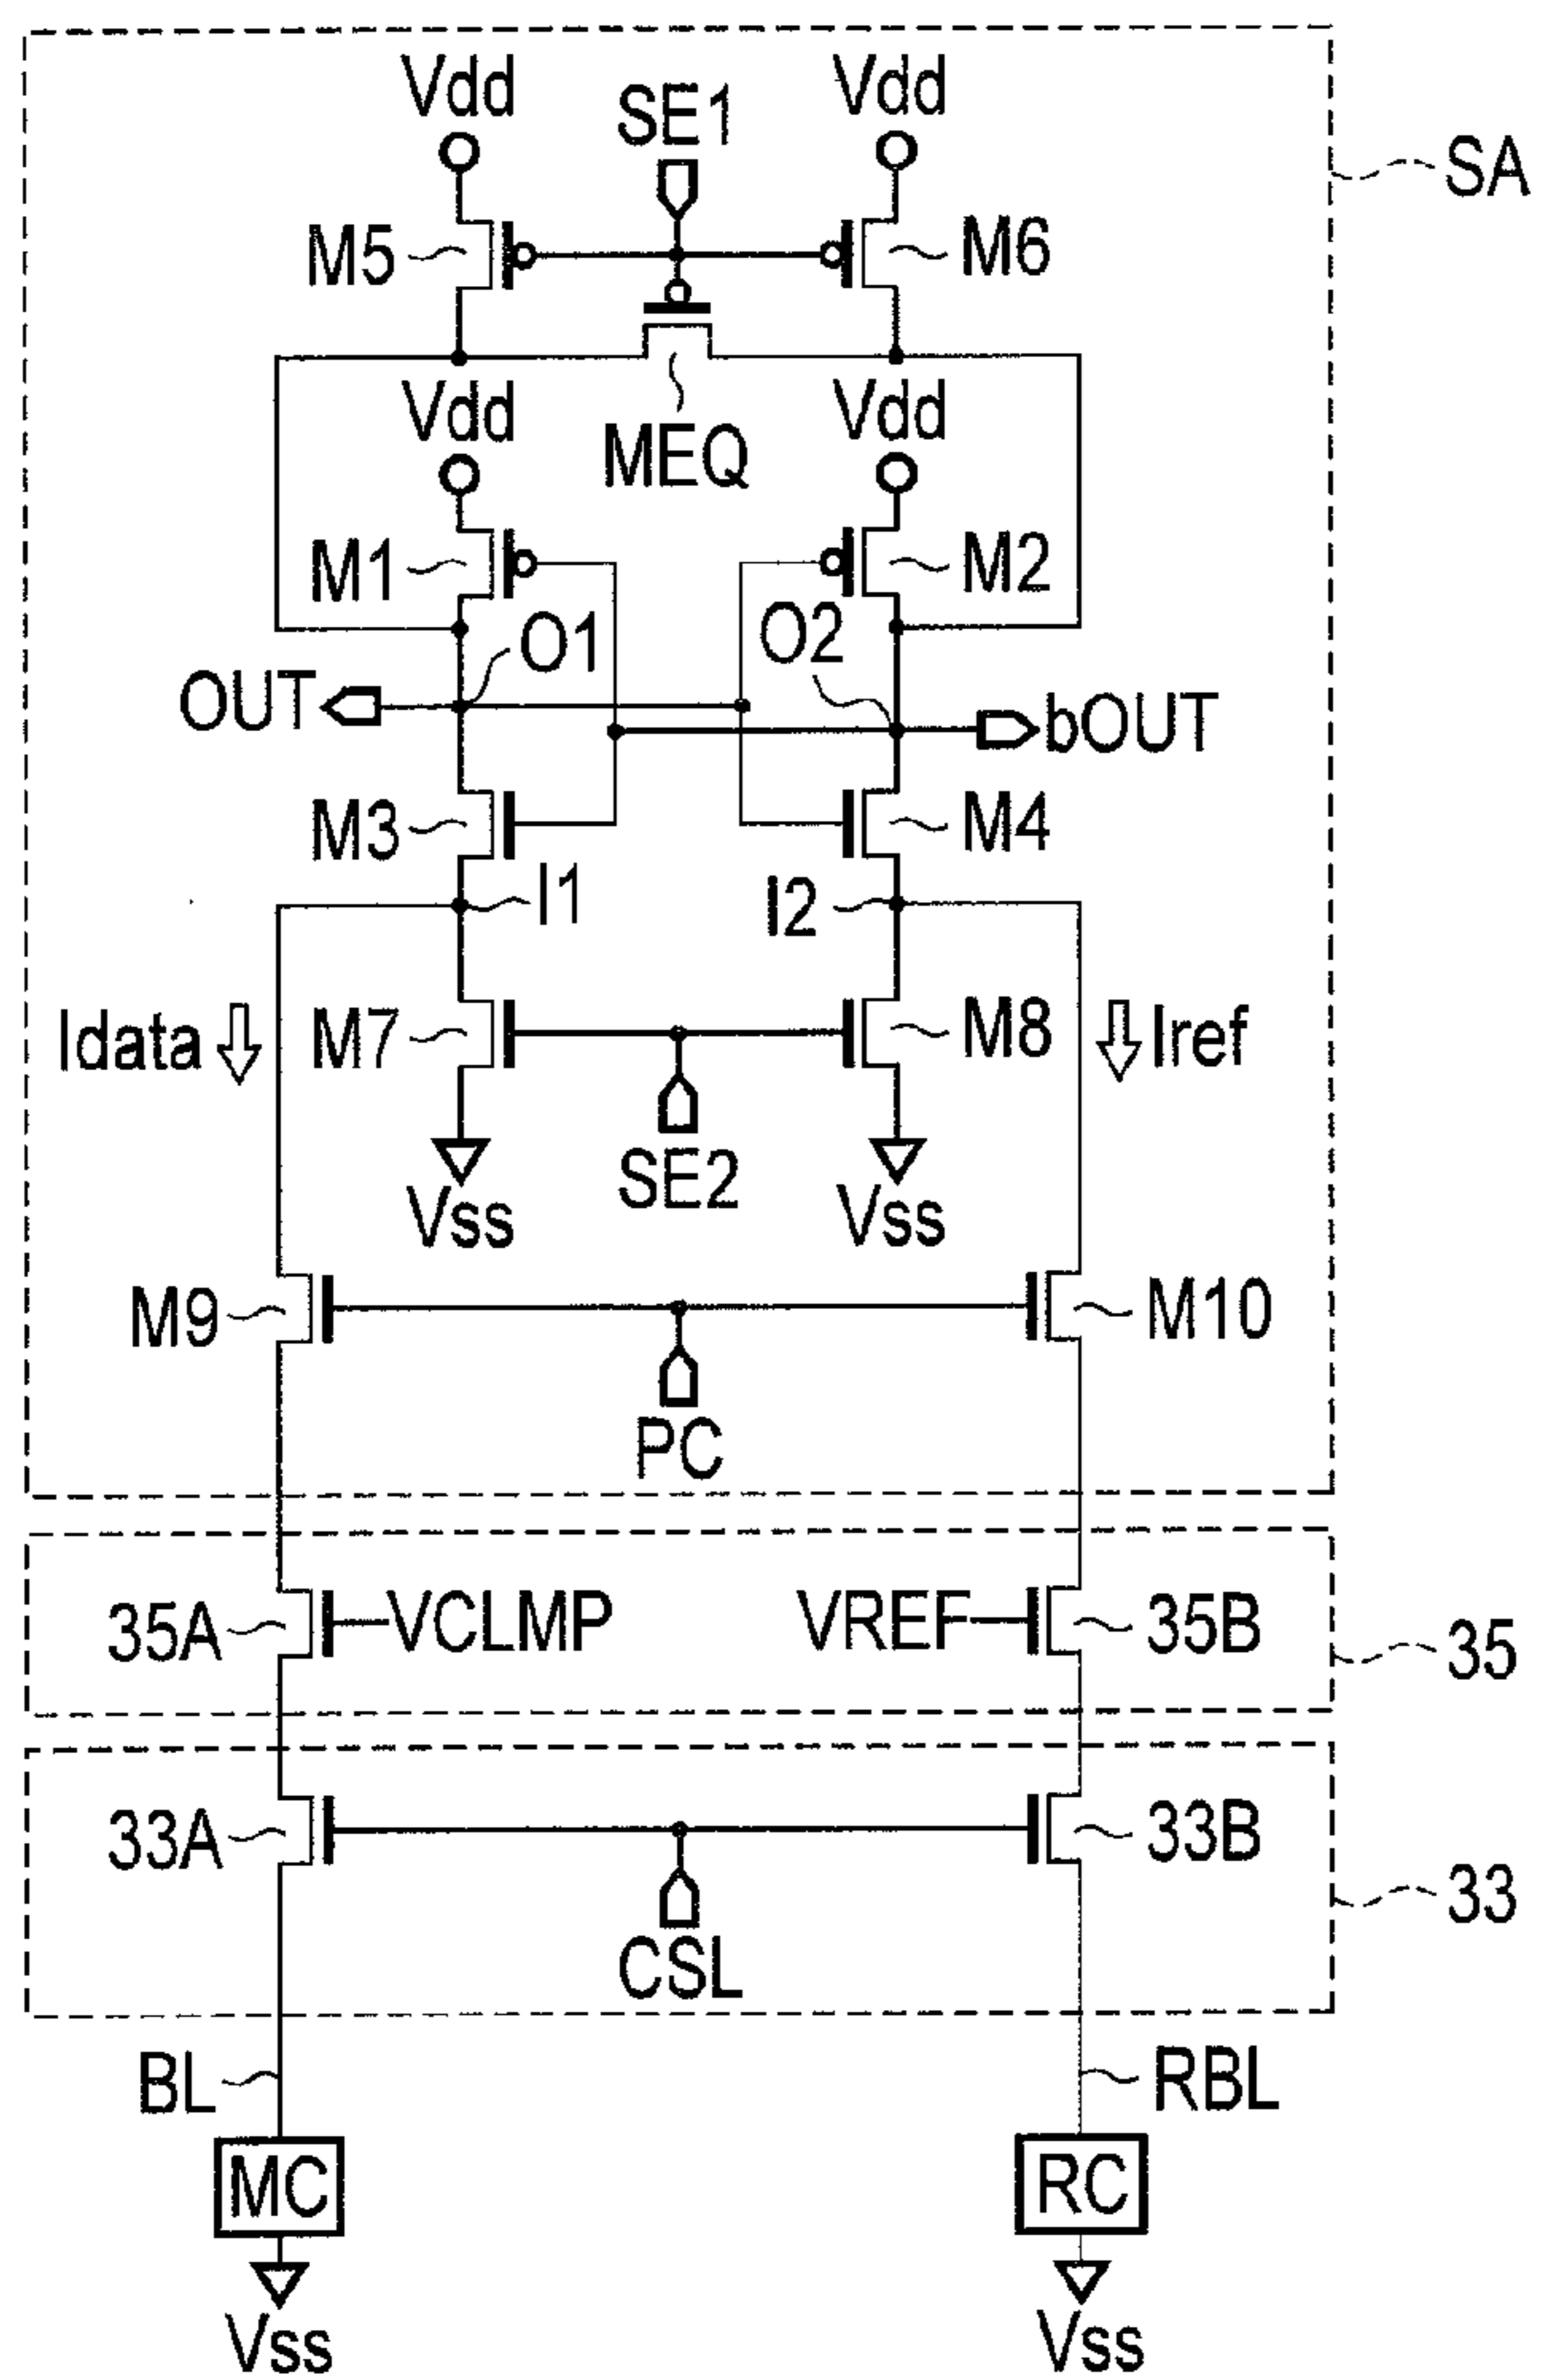 Vdd
SE1
Vdd
SA
M5
M6
Vdd
MEQ
Vdd
M1
M2
O1
O2
OUT
bOUT
M3
M4
I1
I2
Idata
M7
M8
Iref
SE2
Vss
Vss
M9
M10
PC
35A
VCLMP
VREF
35B
35
33A
33B
33
CSL
BL
RBL
MC
RC
Vss
Vss